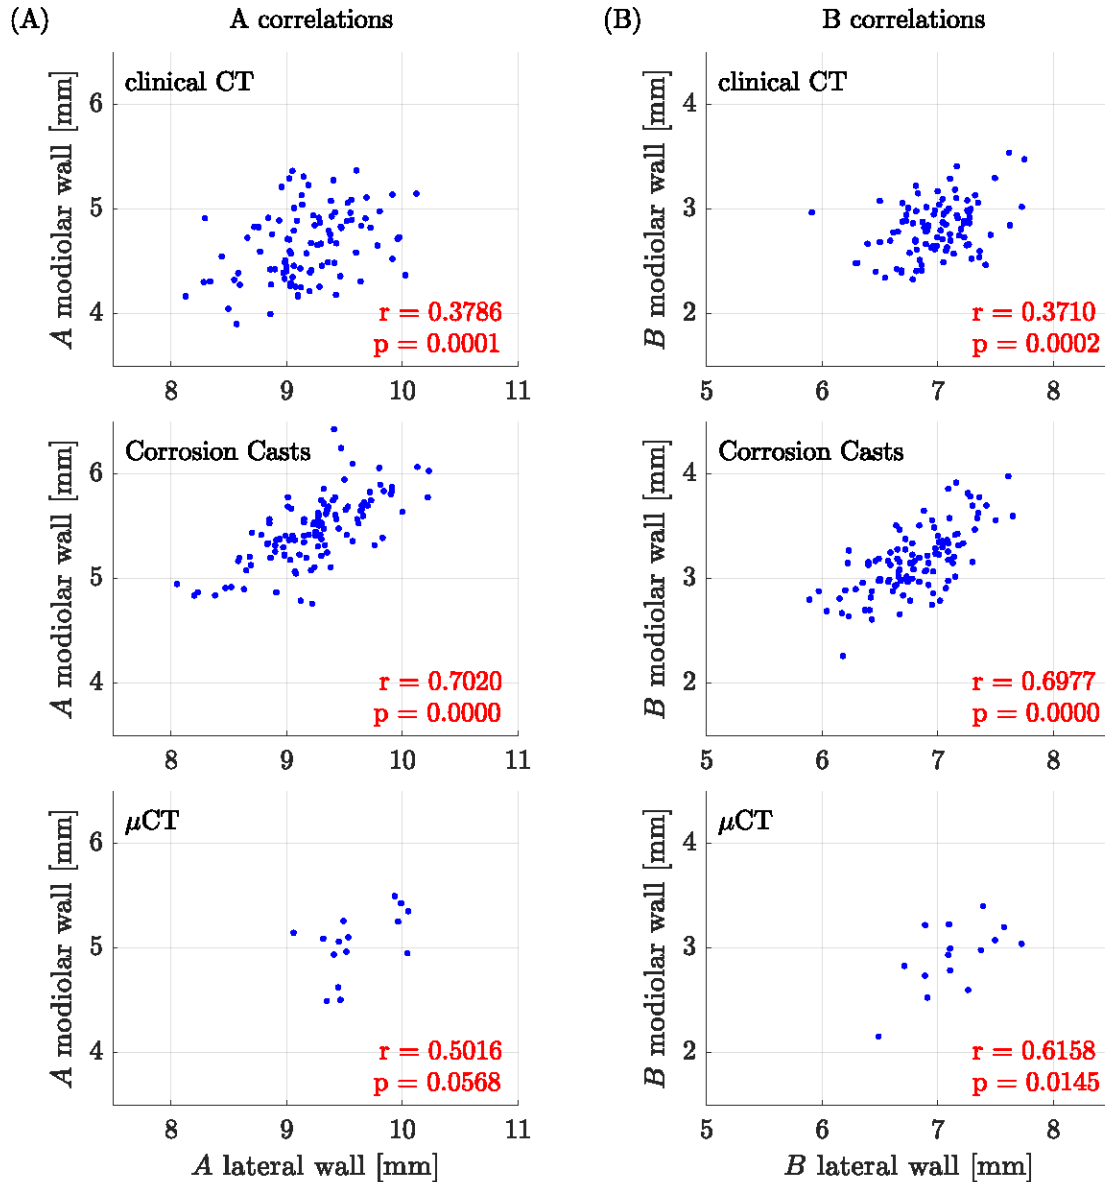 (A)
A correlations
(B)
B correlations
clinical CT
A modiolar wall [mm]
6
5
4
r = 0.3786
p = 0.0001
8
9
10
11
clinical CT
B modiolar wall [mm]
4
3
2
r = 0.3710
p = 0.0002
5
6
7
8
Corrosion Casts
A modiolar wall [mm]
6
5
4
r = 0.7020
p = 0.0000
8
9
10
11
Corrosion Casts
B modiolar wall [mm]
4
3
2
r = 0.6977
p = 0.0000
5
6
7
8
μCT
A modiolar wall [mm]
6
5
4
r = 0.5016
p = 0.0568
8
9
10
11
A lateral wall [mm]
μCT
B modiolar wall [mm]
4
3
2
r = 0.6158
p = 0.0145
5
6
7
8
B lateral wall [mm]